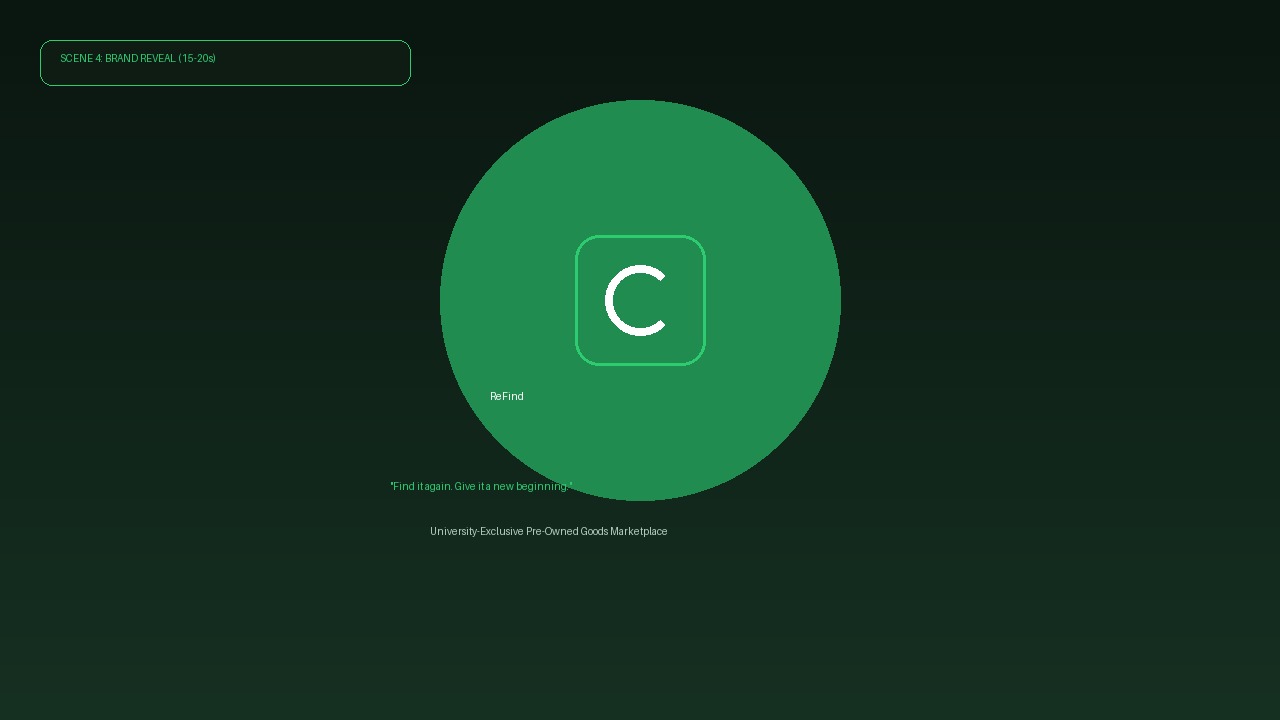 SCENE 4: BRAND REVEAL (15-20s)
C
ReFind
"Find it again. Give it a new beginning."
University-Exclusive Pre-Owned Goods Marketplace